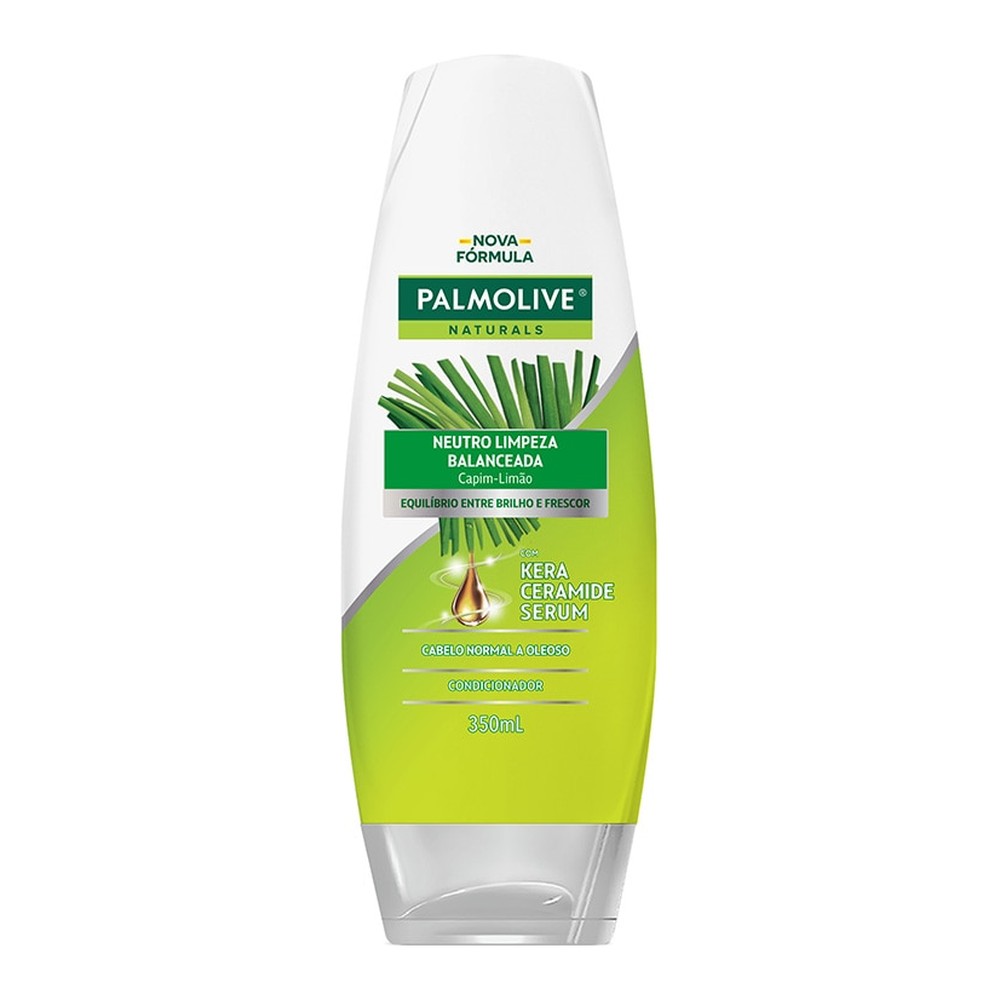 NOVA
FÓRMULA
PALMOLIVE®
NATURALS
NEUTRO LIMPEZA
BALANCEADA
Capim-Limão
EQUILÍBRIO ENTRE BRILHO E FRESCOR
COM
KERA
CERAMIDE
SERUM
CABELO NORMAL A OLEOSO
CONDICIONADOR
350mL